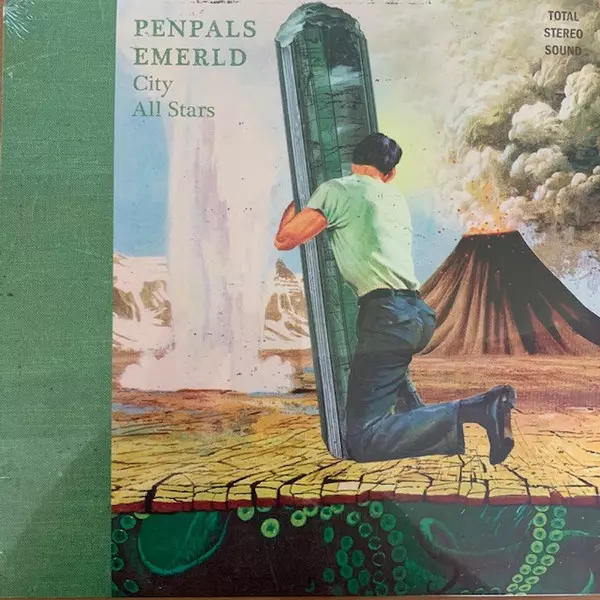 PENPALS
EMERLD
City
All Stars
TOTAL
STEREO
SOUND